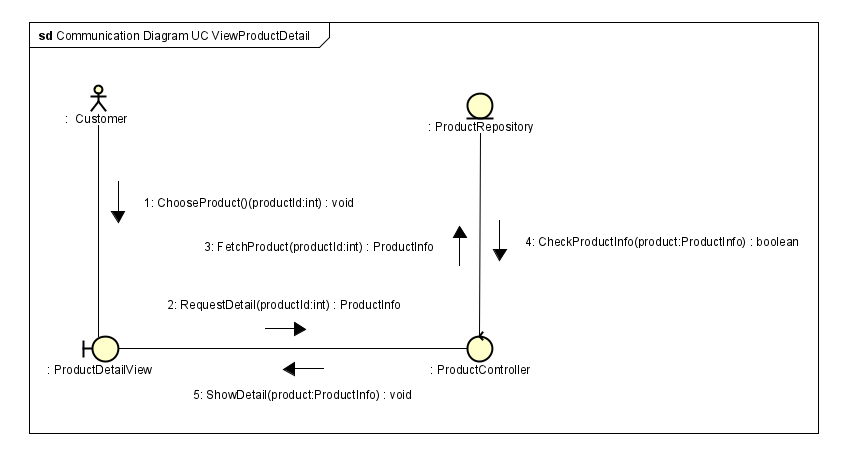 sd Communication Diagram UC ViewProductDetail
: Customer
: ProductRepository
1: ChooseProduct()(productId:int) : void
3: FetchProduct(productId:int) : ProductInfo
4: CheckProductInfo(product:ProductInfo) : boolean
2: RequestDetail(productId:int) : ProductInfo
: ProductDetailView
: ProductController
5: ShowDetail(product:ProductInfo) : void